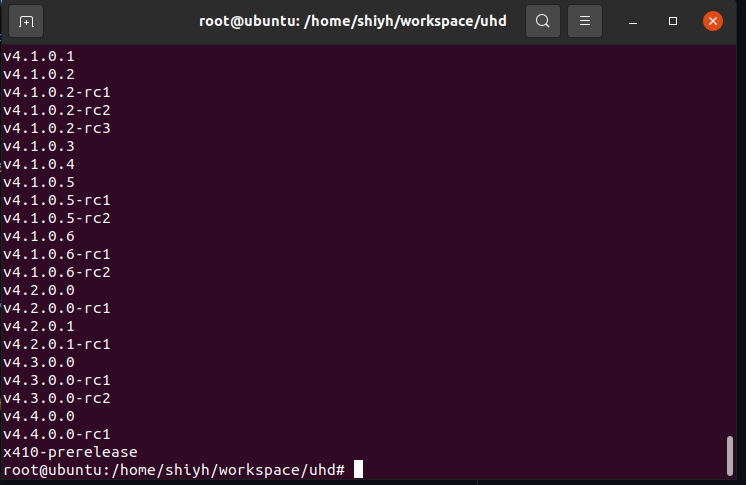 root@ubuntu: /home/shiyh/workspace/uhd
v4.1.0.1
v4.1.0.2
v4.1.0.2-rc1
v4.1.0.2-rc2
v4.1.0.2-rc3
v4.1.0.3
v4.1.0.4
v4.1.0.5
v4.1.0.5-rc1
v4.1.0.5-rc2
v4.1.0.6
v4.1.0.6-rc1
v4.1.0.6-rc2
v4.2.0.0
v4.2.0.0-rc1
v4.2.0.1
v4.2.0.1-rc1
v4.3.0.0
v4.3.0.0-rc1
v4.3.0.0-rc2
v4.4.0.0
v4.4.0.0-rc1
x410-prerelease
root@ubuntu:/home/shiyh/workspace/uhd#